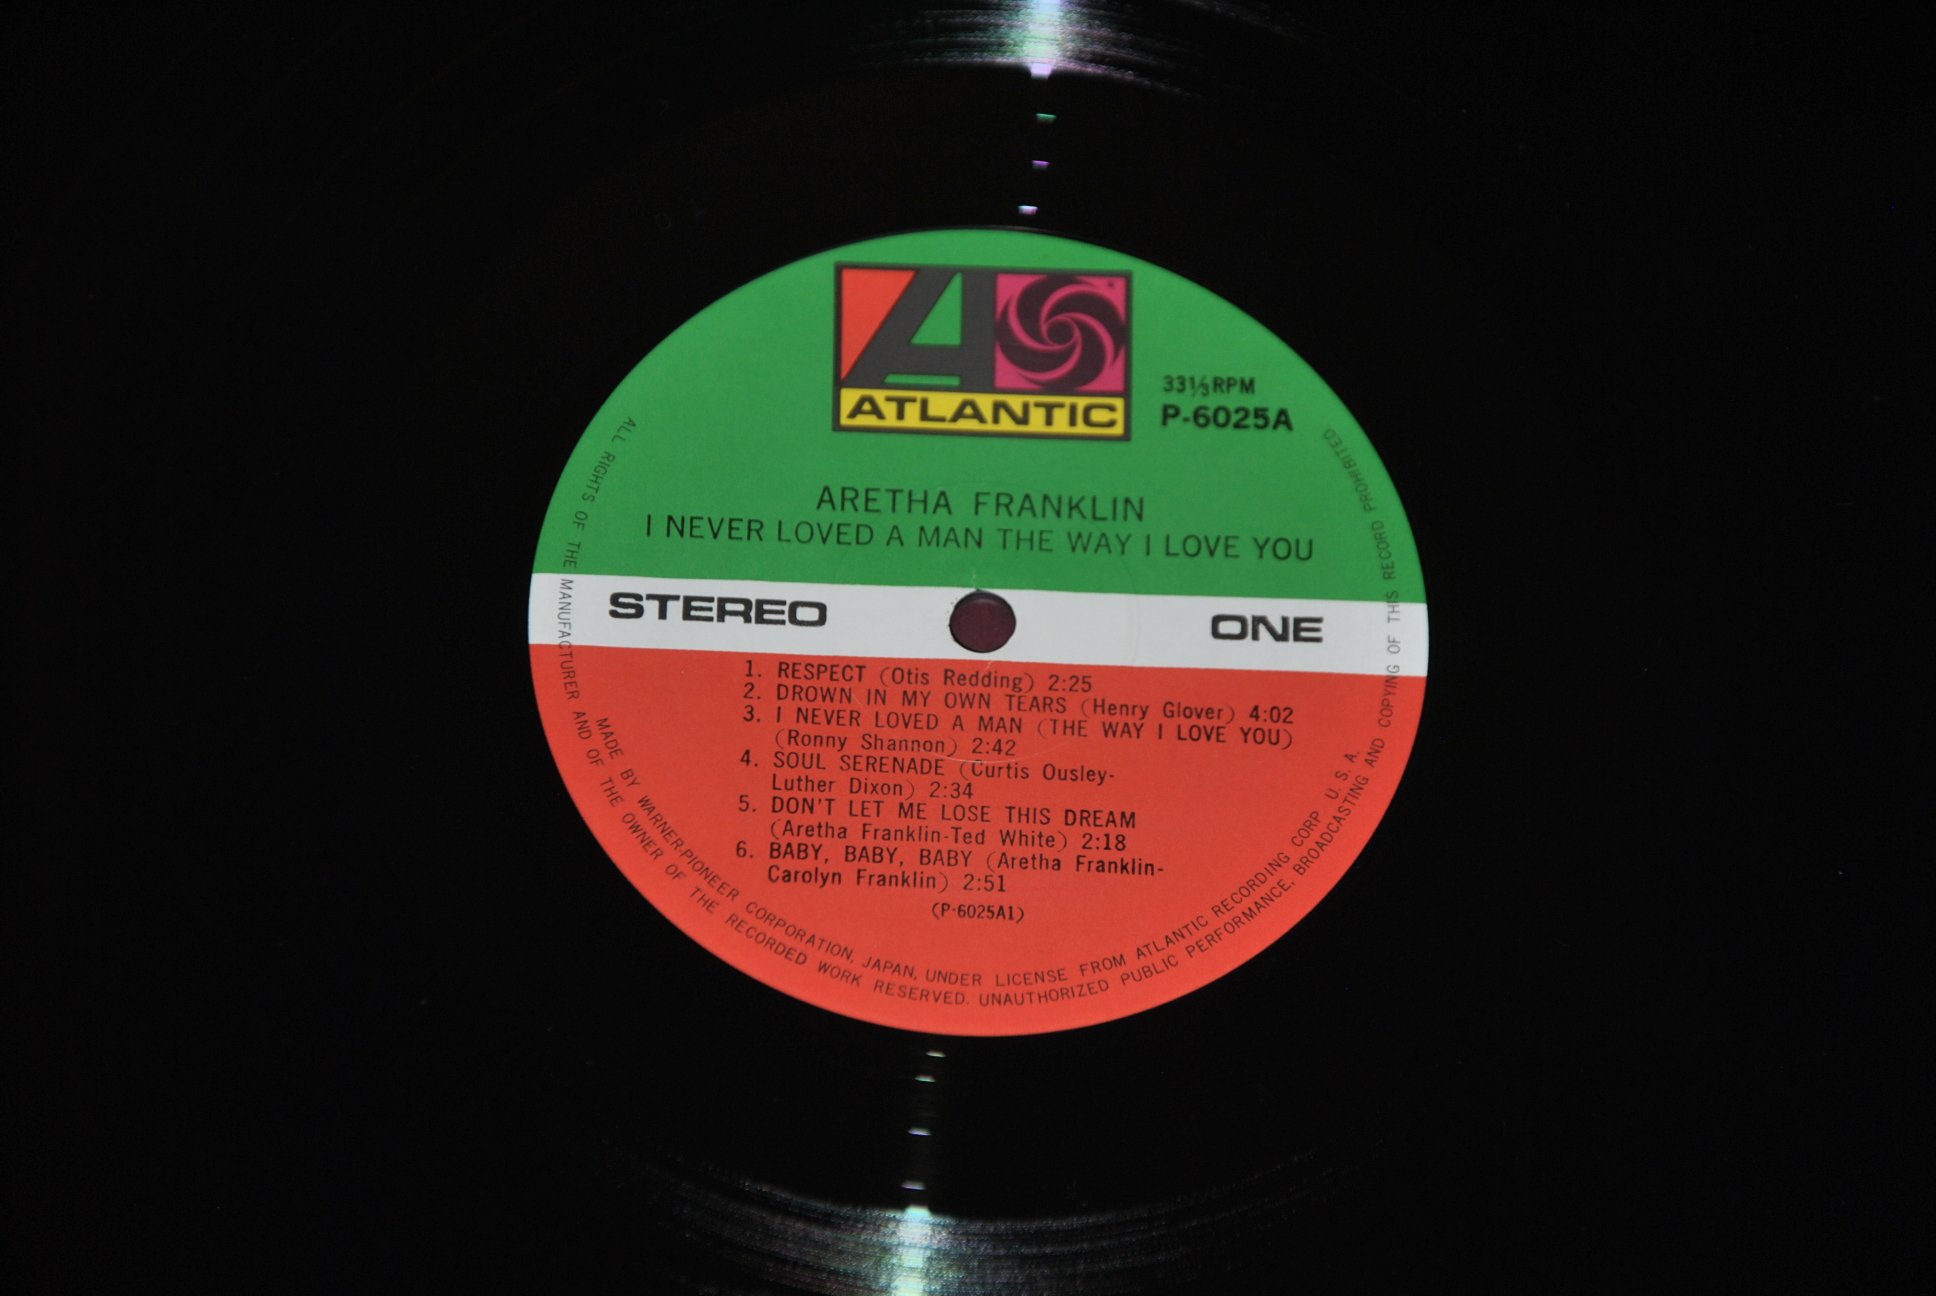 A
ATLANTIC
33⅓RPM
P-6025A
ARETHA FRANKLIN
I NEVER LOVED A MAN THE WAY I LOVE YOU
STEREO
ONE
1. RESPECT (Otis Redding) 2:25
2. DROWN IN MY OWN TEARS (Henry Glover) 4:02
3. I NEVER LOVED A MAN (THE WAY I LOVE YOU)
(Ronny Shannon) 2:42
4. SOUL SERENADE (Curtis Ousley-
Luther Dixon) 2:34
5. DON'T LET ME LOSE THIS DREAM
(Aretha Franklin-Ted White) 2:18
6. BABY, BABY, BABY (Aretha Franklin-
Carolyn Franklin) 2:51
(P-6025A1)
MADE BY WARNER-PIONEER CORPORATION, JAPAN, UNDER LICENSE FROM ATLANTIC RECORDING CORP U. S. A.
ALL RIGHTS OF THE MANUFACTURER AND OF THE OWNER OF THE RECORDED WORK RESERVED. UNAUTHORIZED PUBLIC PERFORMANCE, BROADCASTING AND COPYING OF THIS RECORD PROHIBITED.